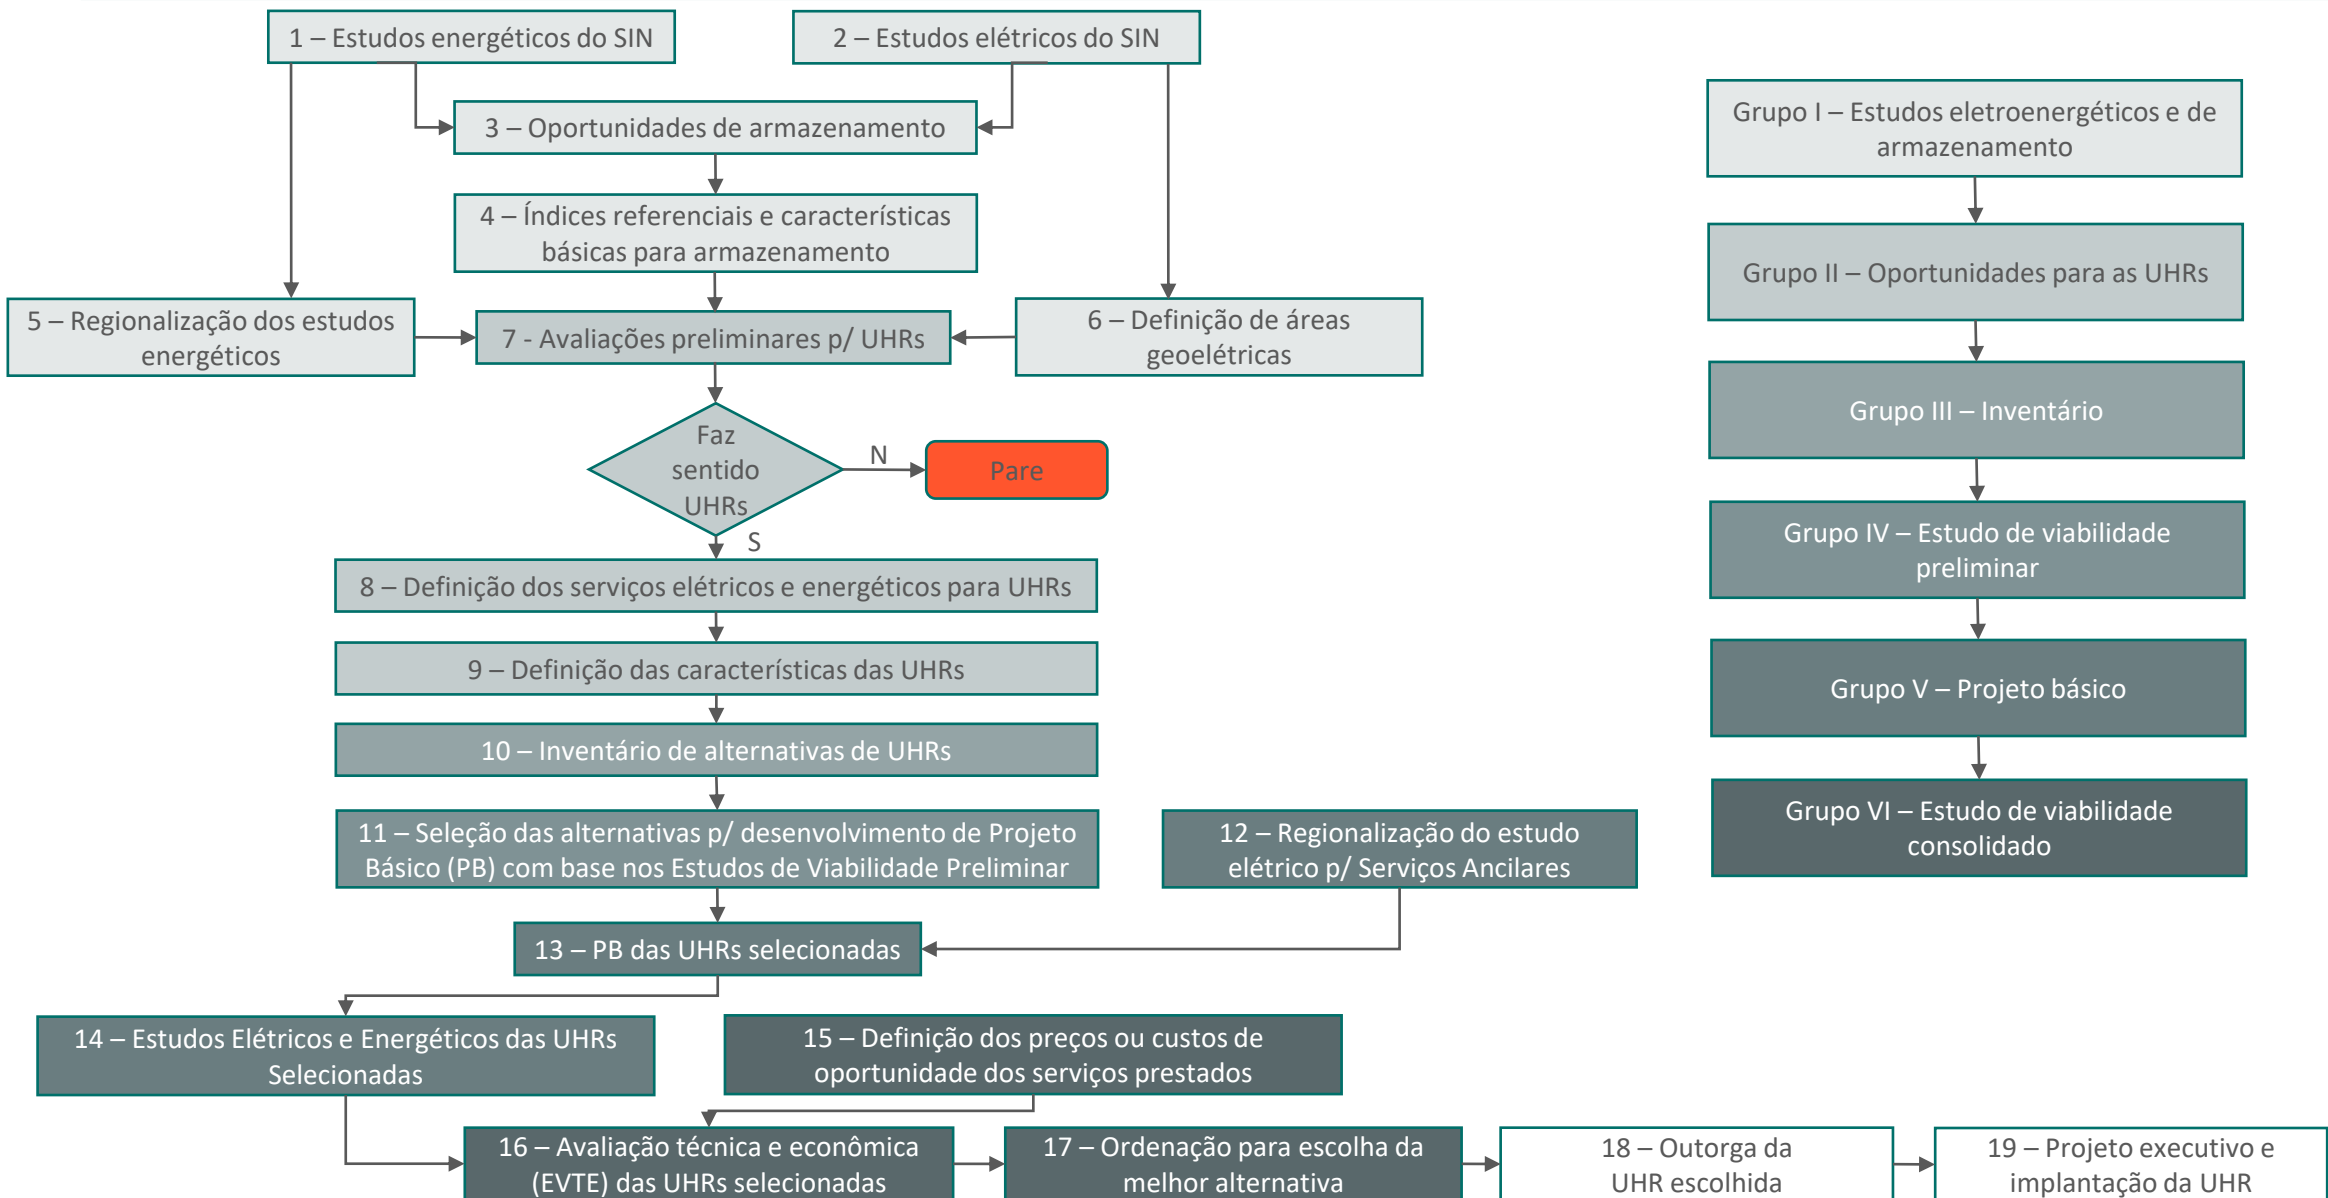 1 – Estudos energéticos do SIN
2 – Estudos elétricos do SIN
3 – Oportunidades de armazenamento
4 – Índices referenciais e características
básicas para armazenamento
5 – Regionalização dos estudos
energéticos
7 - Avaliações preliminares p/ UHRs
6 – Definição de áreas
geoelétricas
Faz
sentido
UHRs
N
Pare
S
8 – Definição dos serviços elétricos e energéticos para UHRs
9 – Definição das características das UHRs
10 – Inventário de alternativas de UHRs
11 – Seleção das alternativas p/ desenvolvimento de Projeto
Básico (PB) com base nos Estudos de Viabilidade Preliminar
12 – Regionalização do estudo
elétrico p/ Serviços Ancilares
13 – PB das UHRs selecionadas
14 – Estudos Elétricos e Energéticos das UHRs
Selecionadas
15 – Definição dos preços ou custos de
oportunidade dos serviços prestados
16 – Avaliação técnica e econômica
(EVTE) das UHRs selecionadas
17 – Ordenação para escolha da
melhor alternativa
18 – Outorga da
UHR escolhida
19 – Projeto executivo e
implantação da UHR
Grupo I – Estudos eletroenergéticos e de
armazenamento
Grupo II – Oportunidades para as UHRs
Grupo III – Inventário
Grupo IV – Estudo de viabilidade
preliminar
Grupo V – Projeto básico
Grupo VI – Estudo de viabilidade
consolidado